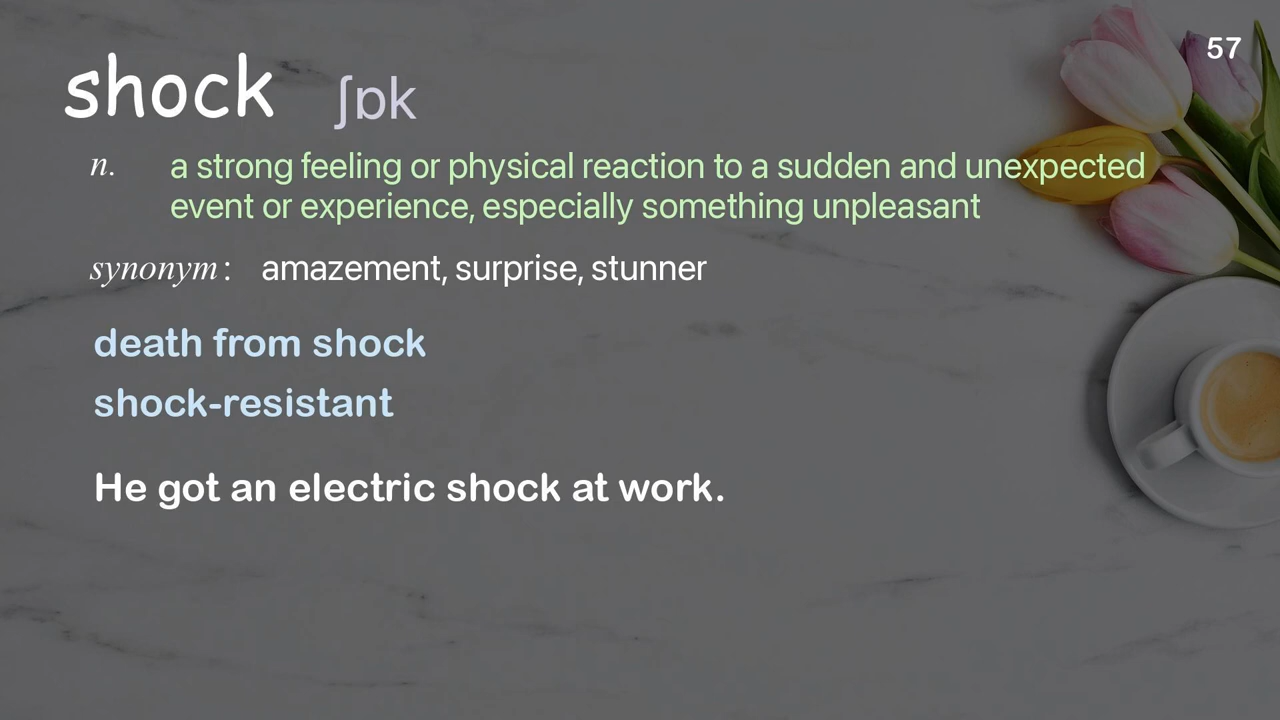 57
shock ʃɒk
n. a strong feeling or physical reaction to a sudden and unexpected
event or experience, especially something unpleasant
synonym : amazement, surprise, stunner
death from shock
shock-resistant
He got an electric shock at work.